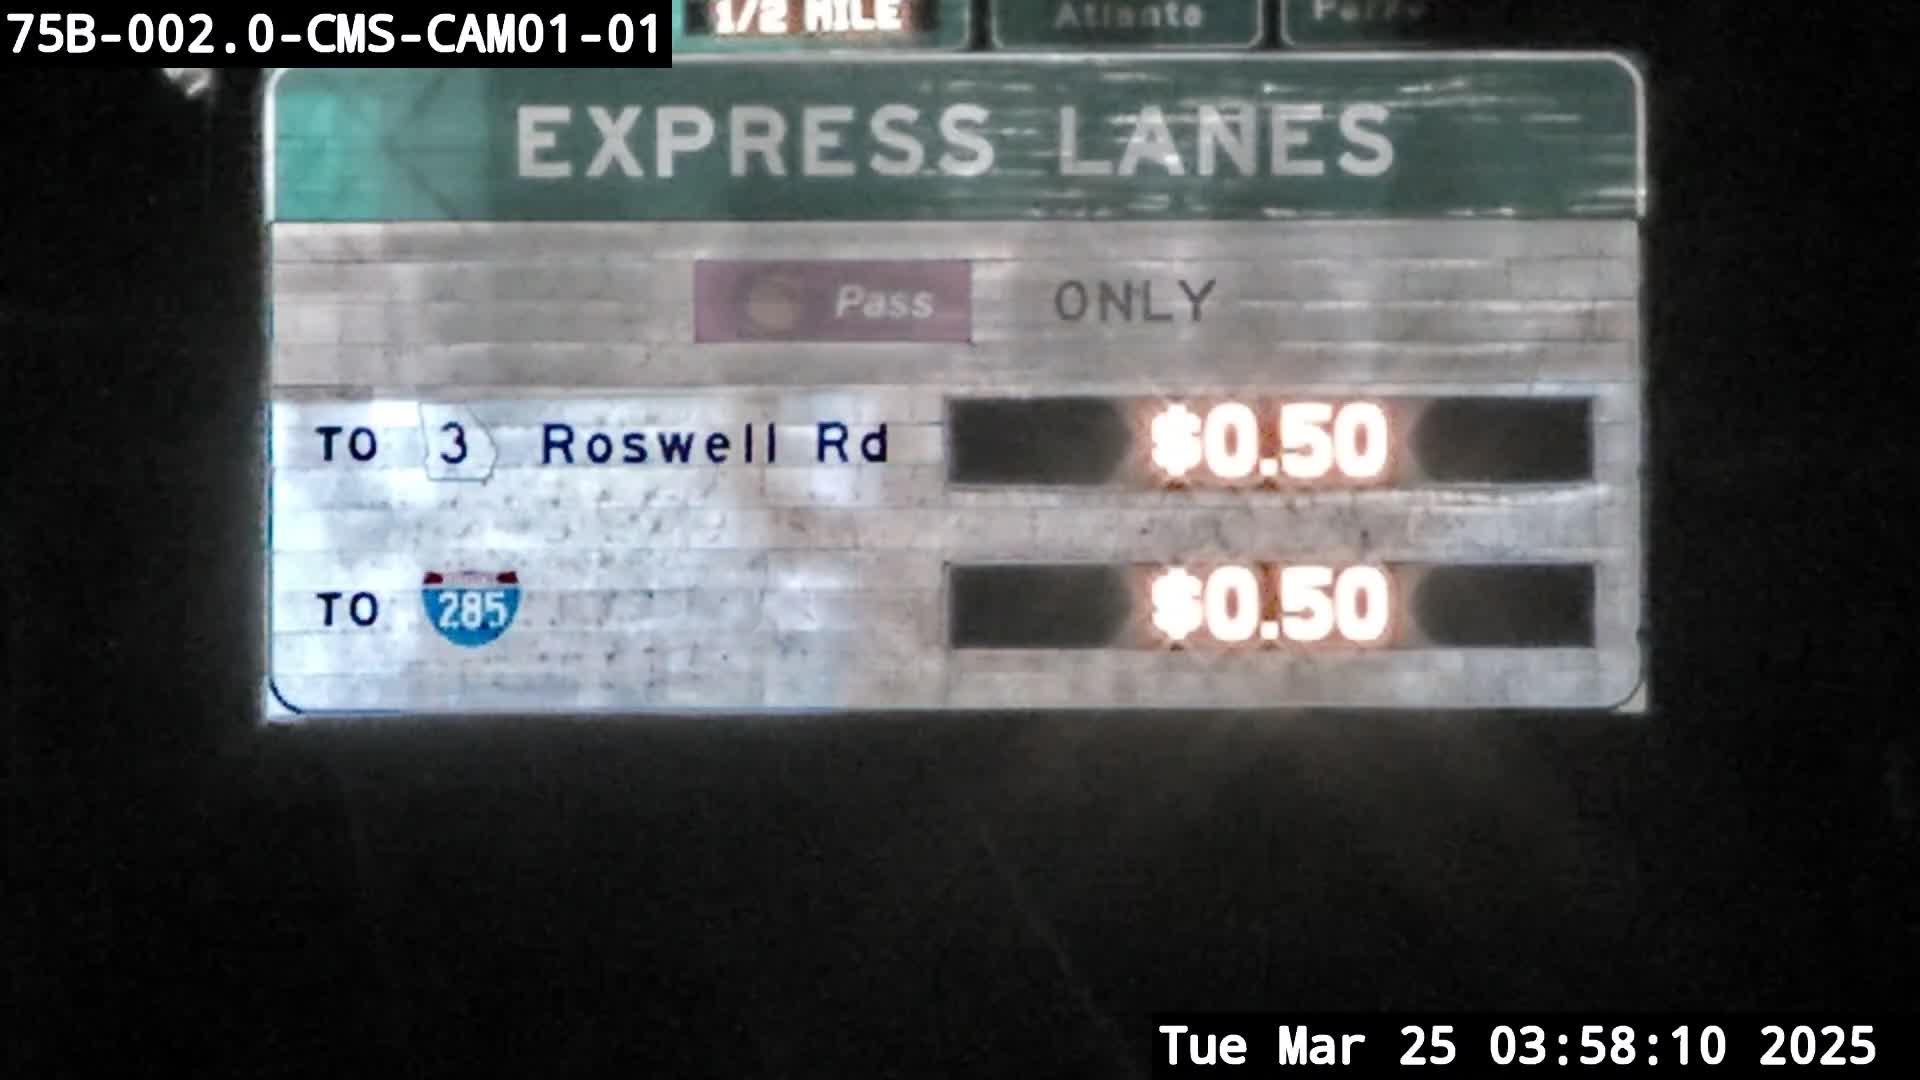 75B-002.0-CMS-CAM01-01
1/2 MILE
Atlanta
EXPRESS LANES
Pass ONLY
TO 3 Roswell Rd $0.50
TO 285 $0.50
Tue Mar 25 03:58:10 2025